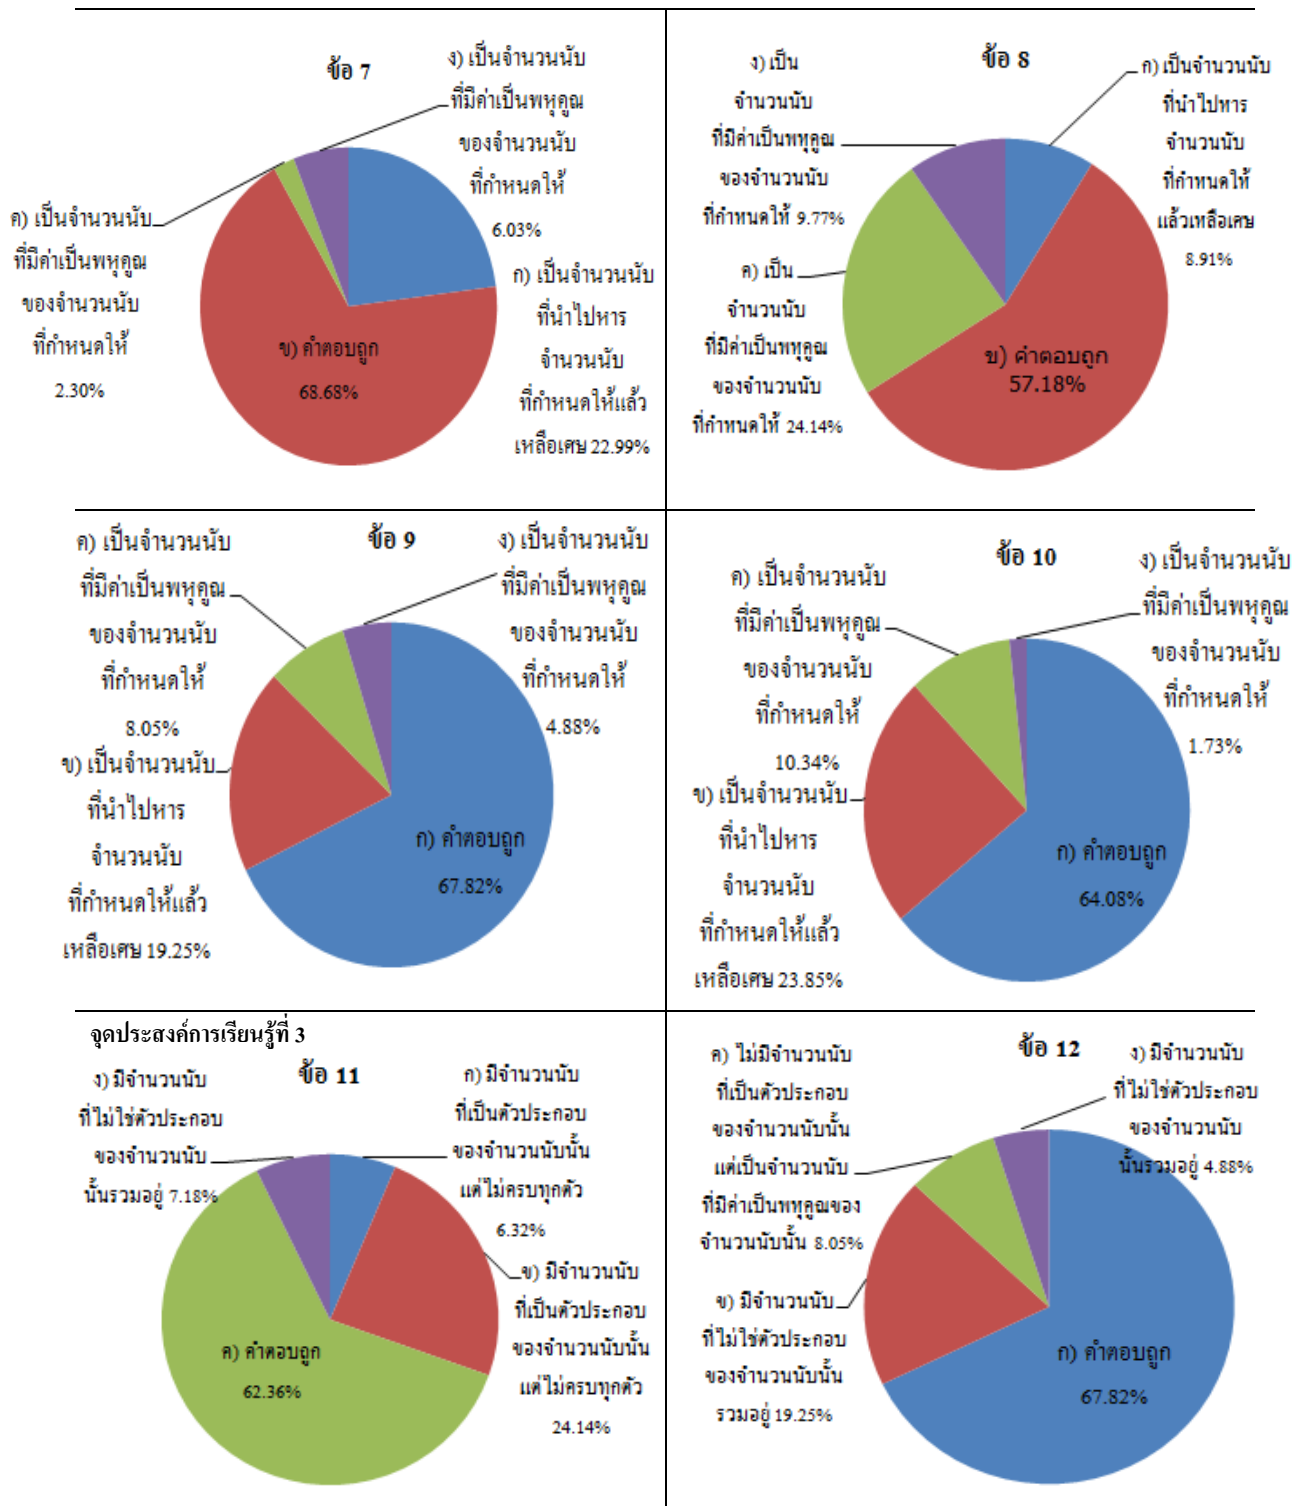 ข้อ 7
ง) เป็นจำนวนนับ
ที่มีค่าเป็นพหุคูณ
ของจำนวนนับ
ที่กำหนดให้
6.03%
ค) เป็นจำนวนนับ
ที่มีค่าเป็นพหุคูณ
ของจำนวนนับ
ที่กำหนดให้
2.30%
ข) คำตอบถูก
68.68%
ก) เป็นจำนวนนับ
ที่นำไปหาร
จำนวนนับ
ที่กำหนดให้แล้ว
เหลือเศษ 22.99%
ข้อ 8
ง) เป็น
จำนวนนับ
ที่มีค่าเป็นพหุคูณ
ของจำนวนนับ
ที่กำหนดให้ 9.77%
ก) เป็นจำนวนนับ
ที่นำไปหาร
จำนวนนับ
ที่กำหนดให้
แล้วเหลือเศษ
8.91%
ค) เป็น
จำนวนนับ
ที่มีค่าเป็นพหุคูณ
ของจำนวนนับ
ที่กำหนดให้ 24.14%
ข) คำตอบถูก
57.18%
ข้อ 9
ค) เป็นจำนวนนับ
ที่มีค่าเป็นพหุคูณ
ของจำนวนนับ
ที่กำหนดให้
8.05%
ง) เป็นจำนวนนับ
ที่มีค่าเป็นพหุคูณ
ของจำนวนนับ
ที่กำหนดให้
4.88%
ข) เป็นจำนวนนับ
ที่นำไปหาร
จำนวนนับ
ที่กำหนดให้แล้ว
เหลือเศษ 19.25%
ก) คำตอบถูก
67.82%
ข้อ 10
ค) เป็นจำนวนนับ
ที่มีค่าเป็นพหุคูณ
ของจำนวนนับ
ที่กำหนดให้
10.34%
ง) เป็นจำนวนนับ
ที่มีค่าเป็นพหุคูณ
ของจำนวนนับ
ที่กำหนดให้
1.73%
ข) เป็นจำนวนนับ
ที่นำไปหาร
จำนวนนับ
ที่กำหนดให้แล้ว
เหลือเศษ 23.85%
ก) คำตอบถูก
64.08%
จุดประสงค์การเรียนรู้ที่ 3
ข้อ 11
ง) มีจำนวนนับ
ที่ไม่ใช่ตัวประกอบ
ของจำนวนนับ
นั้นรวมอยู่ 7.18%
ก) มีจำนวนนับ
ที่เป็นตัวประกอบ
ของจำนวนนับนั้น
แต่ไม่ครบทุกตัว
6.32%
ข) มีจำนวนนับ
ที่เป็นตัวประกอบ
ของจำนวนนับนั้น
แต่ไม่ครบทุกตัว
24.14%
ค) คำตอบถูก
62.36%
ข้อ 12
ค) ไม่มีจำนวนนับ
ที่เป็นตัวประกอบ
ของจำนวนนับนั้น
แต่เป็นจำนวนนับ
ที่มีค่าเป็นพหุคูณของ
จำนวนนับนั้น 8.05%
ง) มีจำนวนนับ
ที่ไม่ใช่ตัวประกอบ
ของจำนวนนับ
นั้นรวมอยู่ 4.88%
ข) มีจำนวนนับ
ที่ไม่ใช่ตัวประกอบ
ของจำนวนนับนั้น
รวมอยู่ 19.25%
ก) คำตอบถูก
67.82%